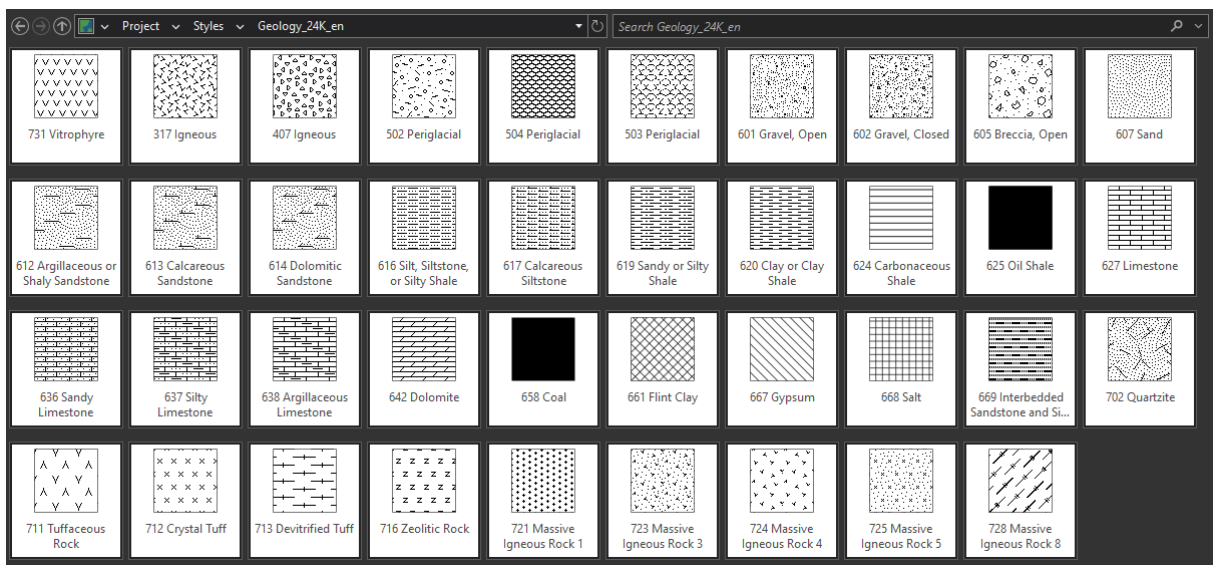 Project Styles Geology_24K_en Search Geology_24K_en
731 Vitrophyre
317 Igneous
407 Igneous
502 Periglacial
504 Periglacial
503 Periglacial
601 Gravel, Open
602 Gravel, Closed
605 Breccia, Open
607 Sand
612 Argillaceous or
Shaly Sandstone
613 Calcareous
Sandstone
614 Dolomitic
Sandstone
616 Silt, Siltstone,
or Silty Shale
617 Calcareous
Siltstone
619 Sandy or Silty
Shale
620 Clay or Clay
Shale
624 Carbonaceous
Shale
625 Oil Shale
627 Limestone
636 Sandy
Limestone
637 Silty
Limestone
638 Argillaceous
Limestone
642 Dolomite
658 Coal
661 Flint Clay
667 Gypsum
668 Salt
669 Interbedded
Sandstone and Si...
702 Quartzite
711 Tuffaceous
Rock
712 Crystal Tuff
713 Devitrified Tuff
716 Zeolitic Rock
721 Massive
Igneous Rock 1
723 Massive
Igneous Rock 3
724 Massive
Igneous Rock 4
725 Massive
Igneous Rock 5
728 Massive
Igneous Rock 8